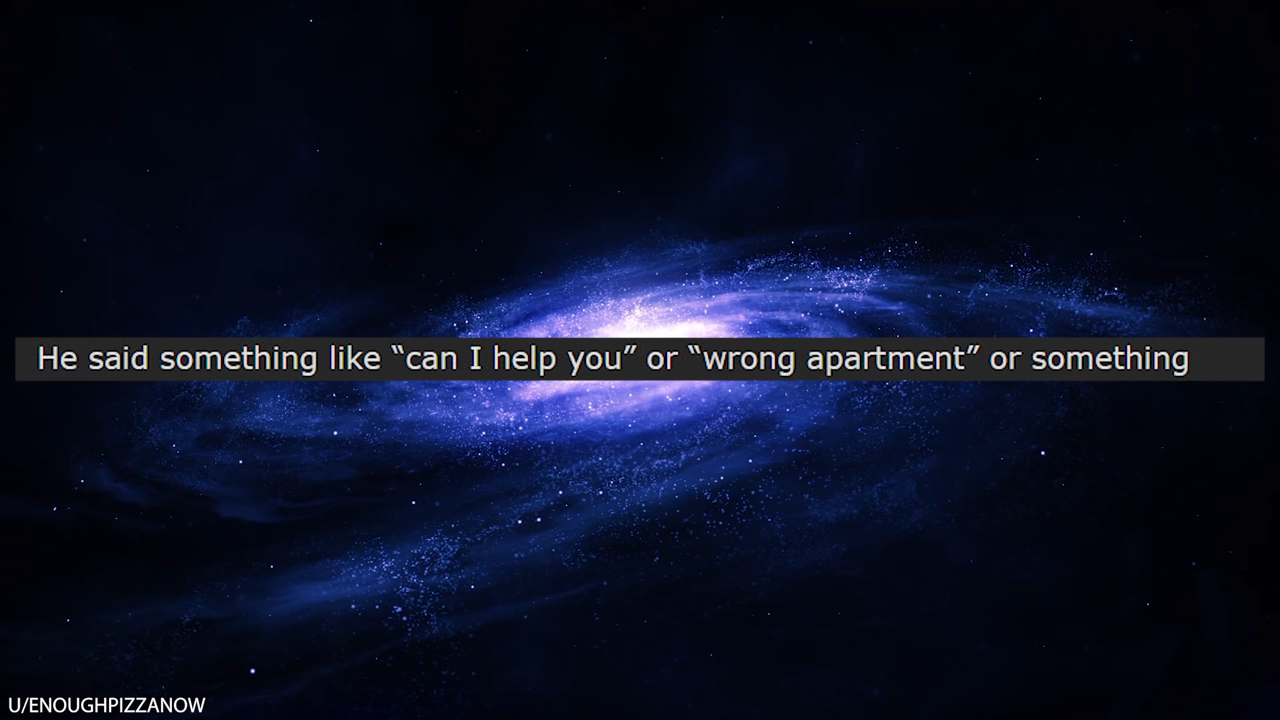 He said something like “can I help you” or “wrong apartment” or something
U/ENOUGHPIZZANOW